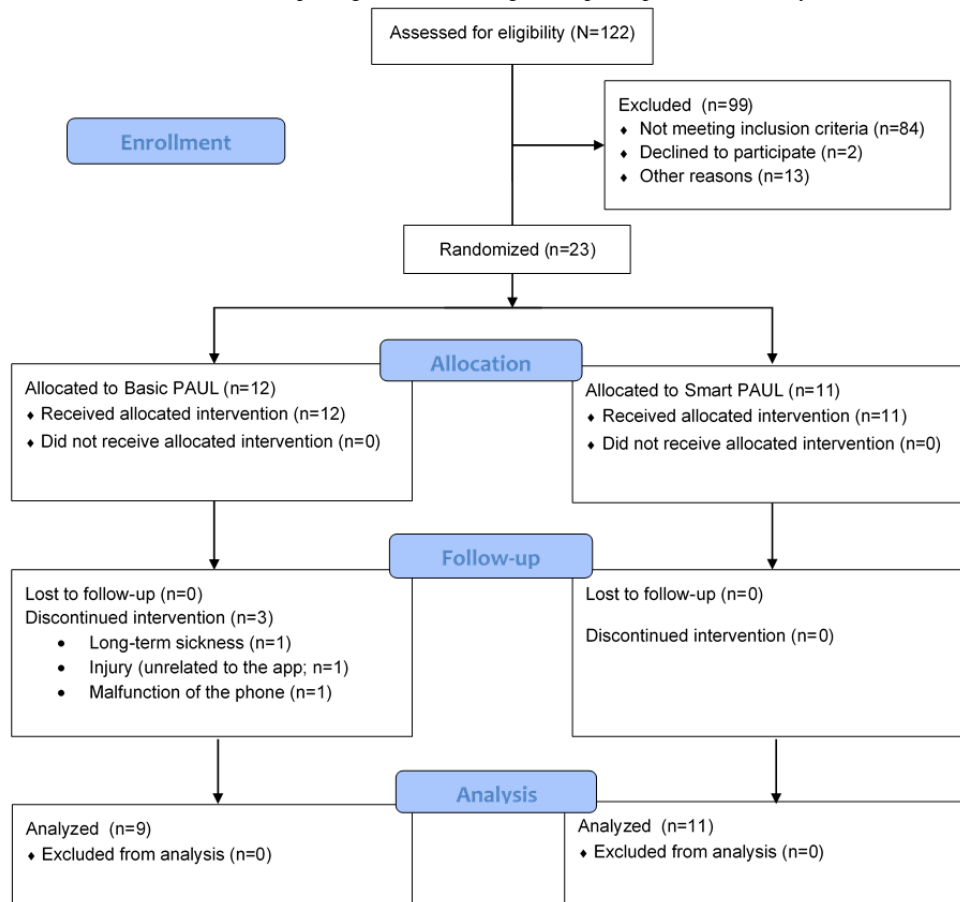 Assessed for eligibility (N=122)
Excluded (n=99)
♦ Not meeting inclusion criteria (n=84)
♦ Declined to participate (n=2)
♦ Other reasons (n=13)
Enrollment
Randomized (n=23)
Allocation
Allocated to Basic PAUL (n=12)
♦ Received allocated intervention (n=12)
♦ Did not receive allocated intervention (n=0)
Allocated to Smart PAUL (n=11)
♦ Received allocated intervention (n=11)
♦ Did not receive allocated intervention (n=0)
Follow-up
Lost to follow-up (n=0)
Discontinued intervention (n=3)
• Long-term sickness (n=1)
• Injury (unrelated to the app; n=1)
• Malfunction of the phone (n=1)
Lost to follow-up (n=0)
Discontinued intervention (n=0)
Analysis
Analyzed (n=9)
♦ Excluded from analysis (n=0)
Analyzed (n=11)
♦ Excluded from analysis (n=0)